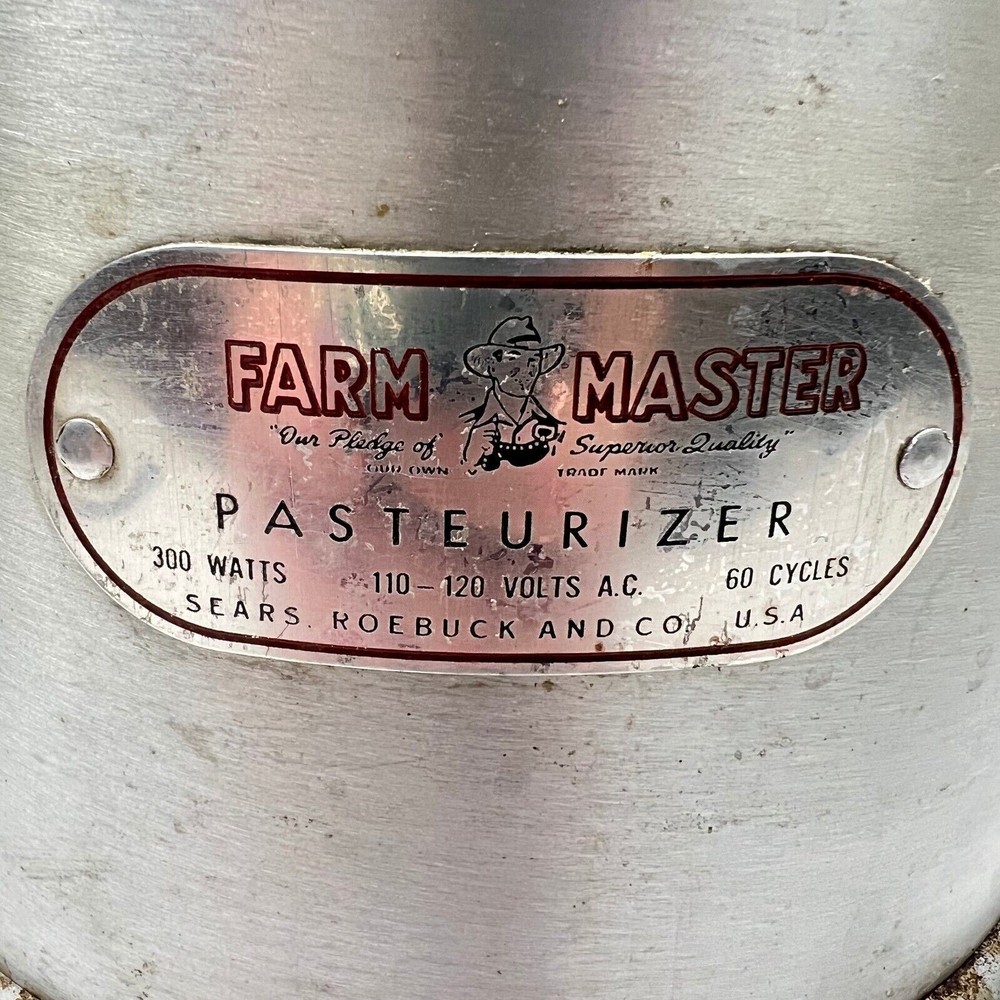 FARM MASTER
"Our Pledge of Superior Quality"
OUR OWN TRADE MARK
PASTEURIZER
300 WATTS 110-120 VOLTS A.C. 60 CYCLES
SEARS. ROEBUCK AND CO. U.S.A